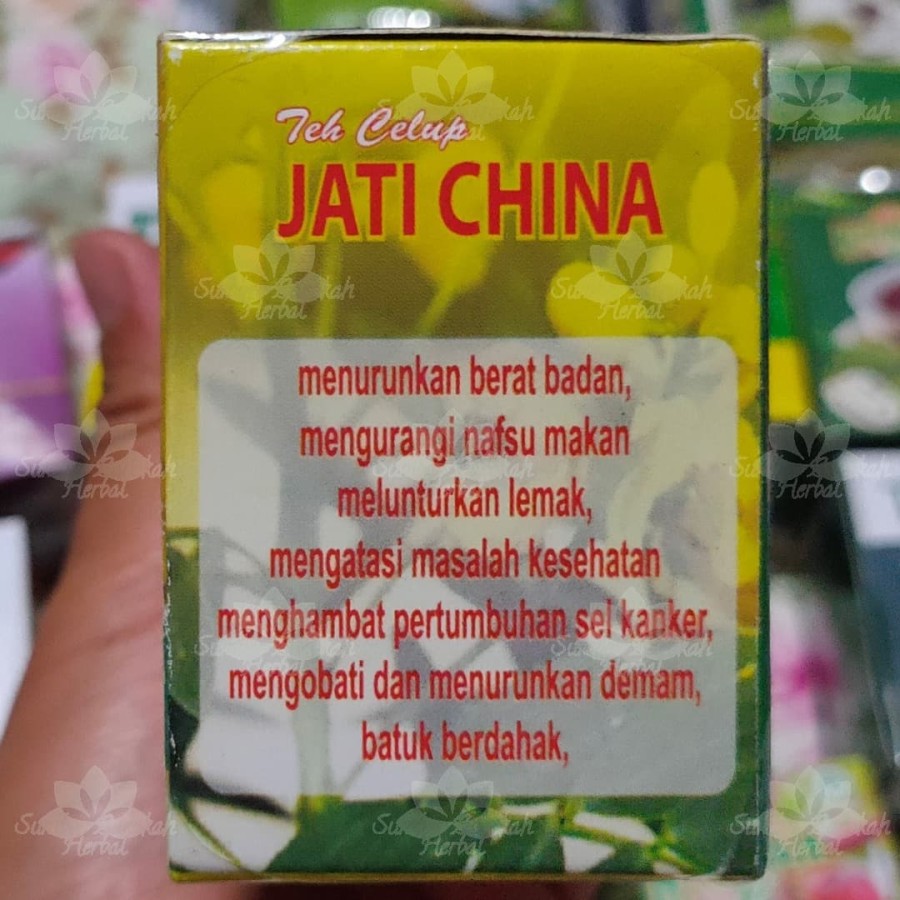 Teh Celup
JATI CHINA
menurunkan berat badan,
mengurangi nafsu makan
melunturkan lemak,
mengatasi masalah kesehatan
menghambat pertumbuhan sel kanker,
mengobati dan menurunkan demam,
batuk berdahak,